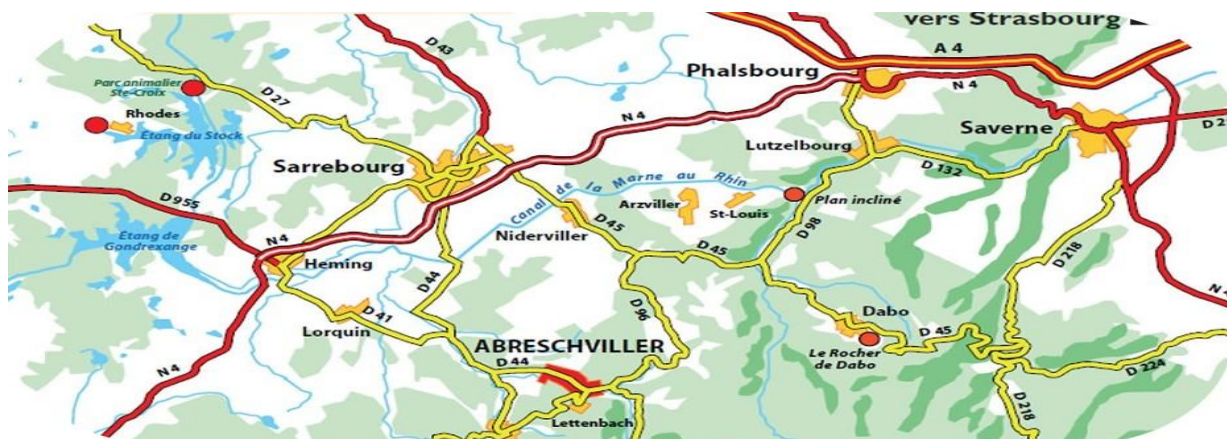 vers Strasbourg
A 4
D 43
Phalsbourg
N 4
Parc animalier
Ste-Croix
D 27
Rhodes
Étang du Stock
N 4
Saverne
Lutzelbourg
Sarrebourg
D 132
Canal de la Marne au Rhin
Plan incliné
Arzviller
St-Louis
D 955
D 98
D 45
Niderviller
Étang de
Gondrexange
N 4
D 45
D 218
Heming
D 44
D 41
D 96
Dabo
D 45
Lorquin
ABRESCHVILLER
Le Rocher
de Dabo
D 44
N 4
D 224
Lettenbach
D 218